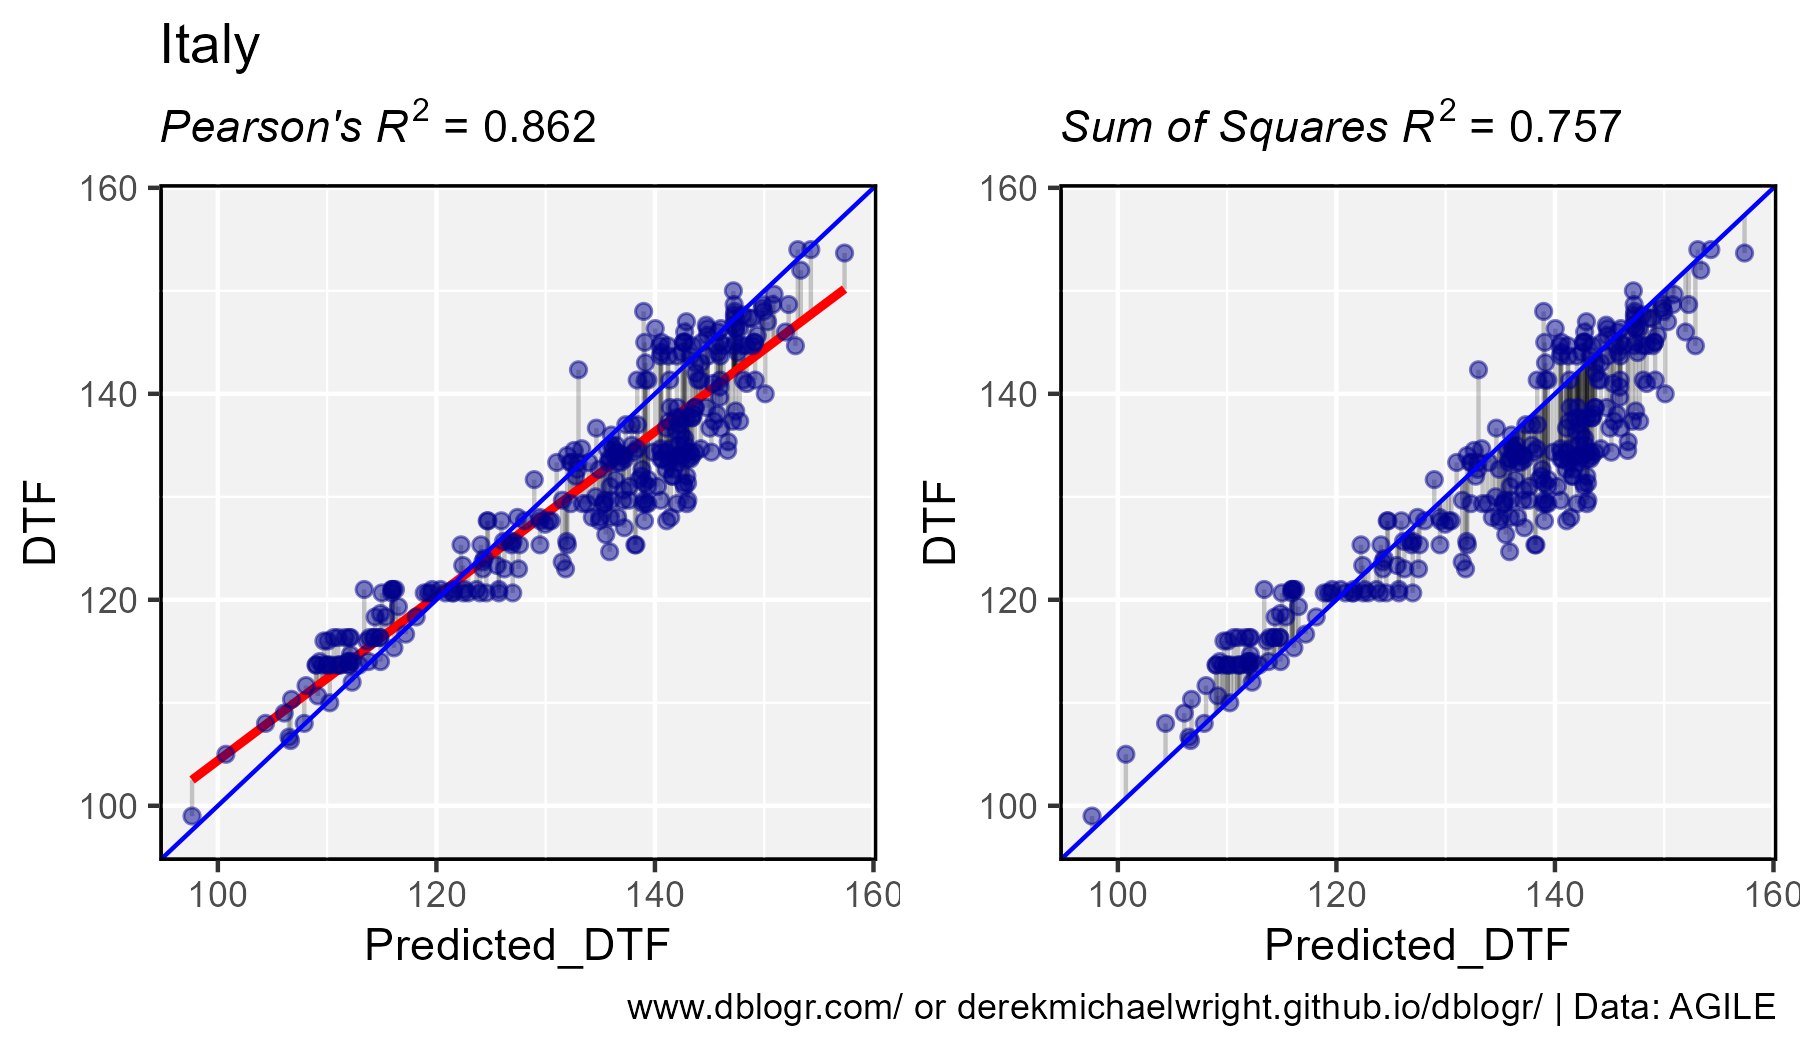 Italy
Pearson's R² = 0.862
Sum of Squares R² = 0.757
160
140
120
100
DTF
100 120 140 160
Predicted_DTF
160
140
120
100
DTF
100 120 140 160
Predicted_DTF
www.dblogr.com/ or derekmichaelwright.github.io/dblogr/ | Data: AGILE